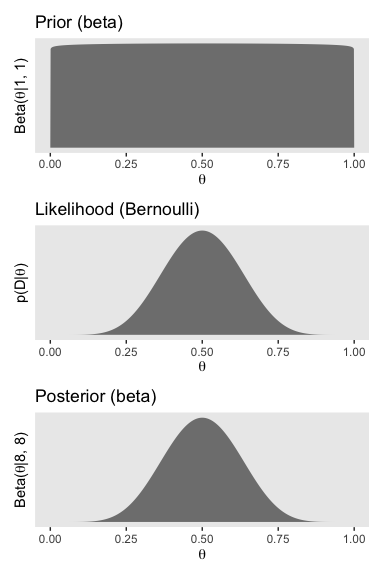 Prior (beta)
Beta(θ|1, 1)
0.00 0.25 0.50 0.75 1.00
θ
Likelihood (Bernoulli)
p(D|θ)
0.00 0.25 0.50 0.75 1.00
θ
Posterior (beta)
Beta(θ|8, 8)
0.00 0.25 0.50 0.75 1.00
θ